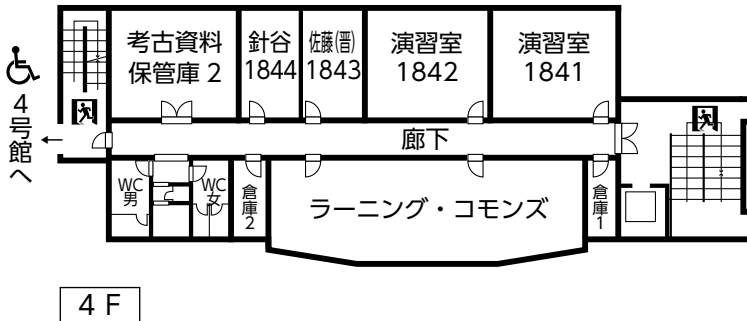 考古資料
保管庫 2
針谷
1844
佐藤(晋)
1843
演習室
1842
演習室
1841
4号館へ
←
廊下
WC
男
WC
女
倉庫2
ラーニング・コモンズ
倉庫1
4 F